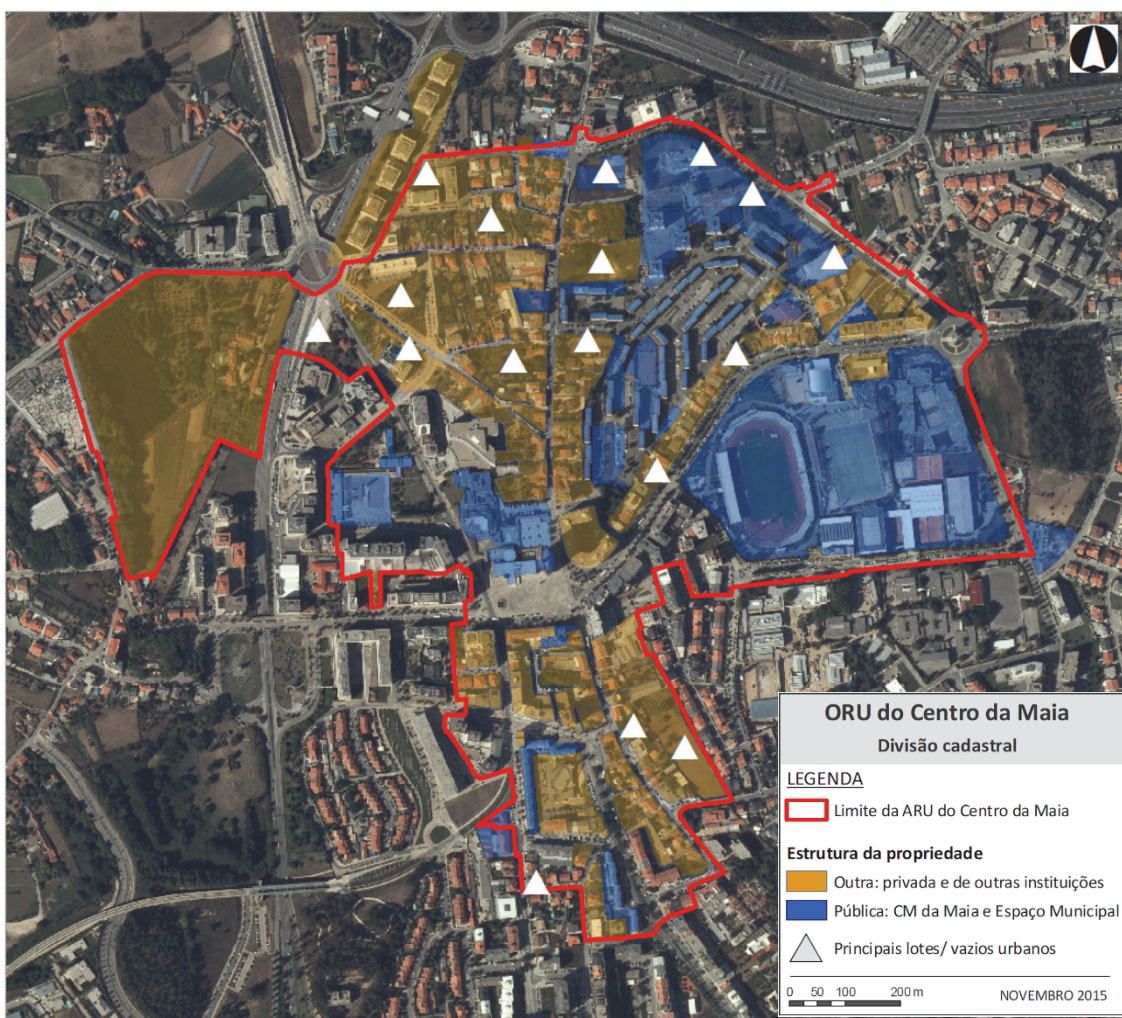 ORU do Centro da Maia
Divisão cadastral
LEGENDA
Limite da ARU do Centro da Maia
Estrutura da propriedade
Outra: privada e de outras instituições
Pública: CM da Maia e Espaço Municipal
Principais lotes/ vazios urbanos
0 50 100 200 m
NOVEMBRO 2015